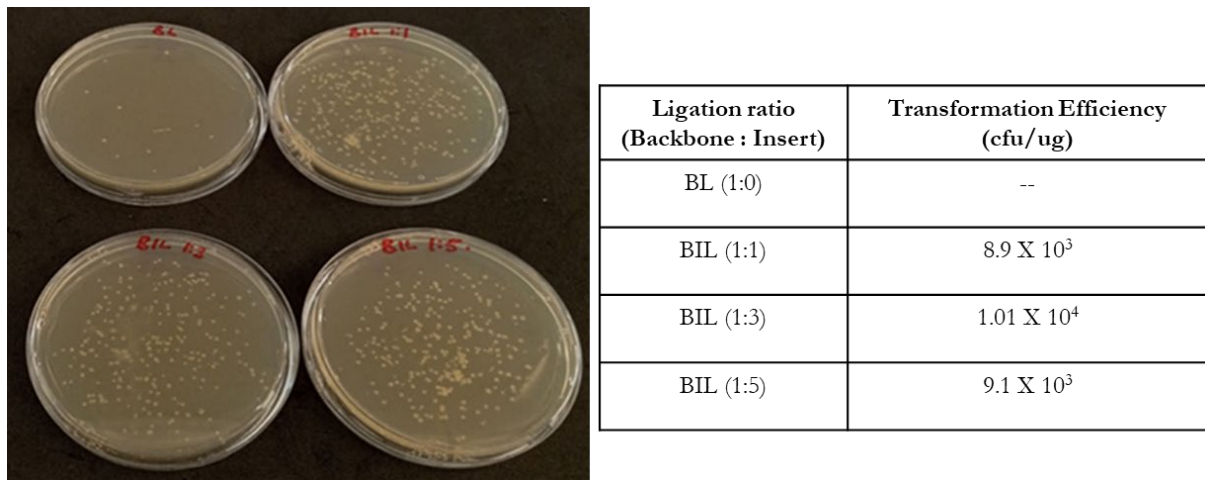 BL
BIL 1:1
BIL 1:3
BIL 1:5.
Ligation ratio
(Backbone : Insert)
Transformation Efficiency
(cfu/ug)
BL (1:0)
--
BIL (1:1)
8.9 X 10³
BIL (1:3)
1.01 X 10⁴
BIL (1:5)
9.1 X 10³